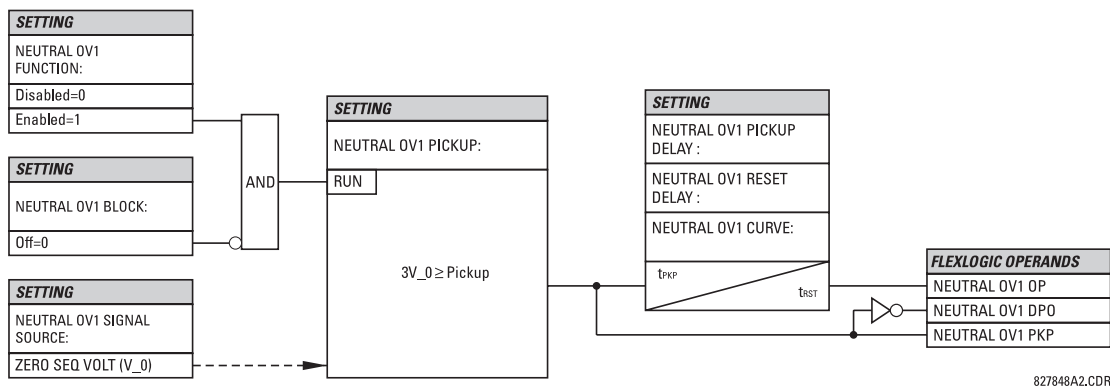 SETTING
NEUTRAL OV1
FUNCTION:
Disabled=0
Enabled=1
SETTING
NEUTRAL OV1 BLOCK:
Off=0
SETTING
NEUTRAL OV1 SIGNAL
SOURCE:
ZERO SEQ VOLT (V_0)
AND
SETTING
NEUTRAL OV1 PICKUP:
RUN
3V_0 ≥ Pickup
SETTING
NEUTRAL OV1 PICKUP
DELAY :
NEUTRAL OV1 RESET
DELAY :
NEUTRAL OV1 CURVE:
tPKP
tRST
FLEXLOGIC OPERANDS
NEUTRAL OV1 OP
NEUTRAL OV1 DPO
NEUTRAL OV1 PKP
827848A2.CDR